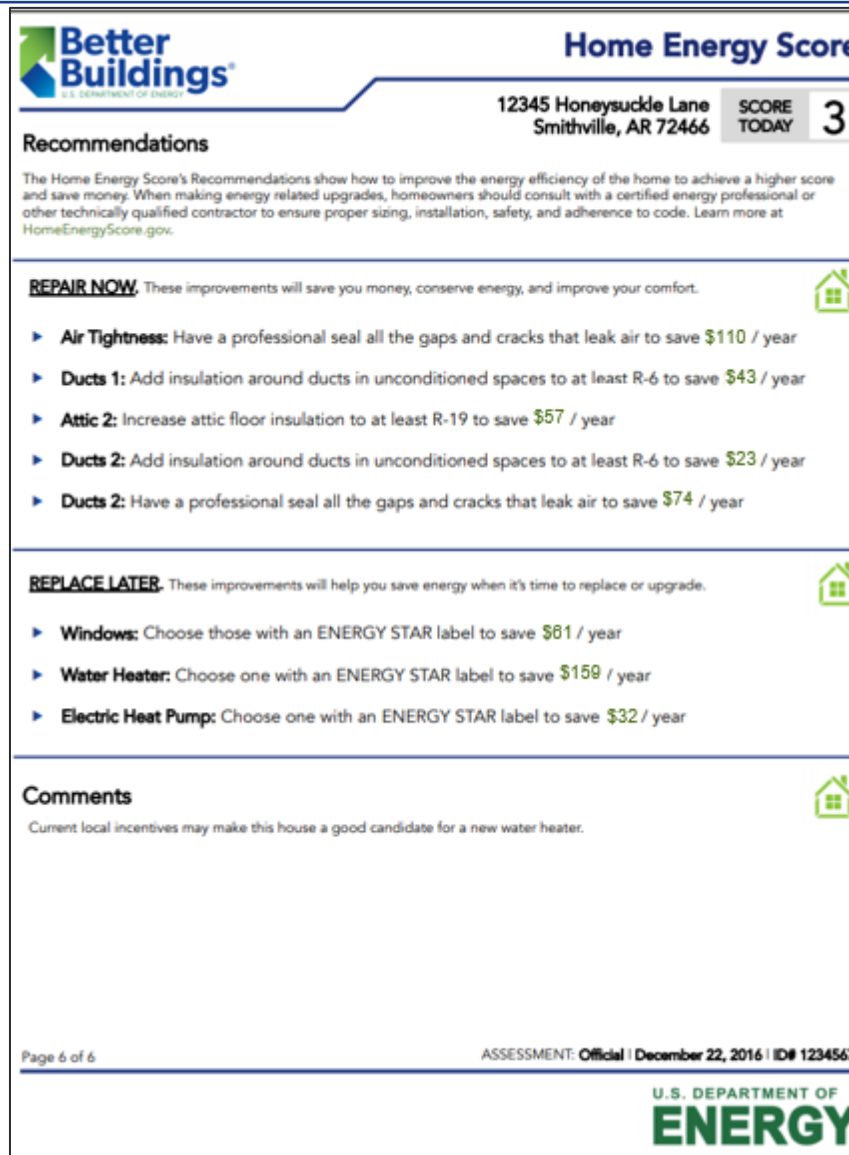 Better
Buildings®
U.S. DEPARTMENT OF ENERGY
Home Energy Score
12345 Honeysuckle Lane
Smithville, AR 72466
SCORE
TODAY
3
Recommendations
The Home Energy Score's Recommendations show how to improve the energy efficiency of the home to achieve a higher score
and save money. When making energy related upgrades, homeowners should consult with a certified energy professional or
other technically qualified contractor to ensure proper sizing, installation, safety, and adherence to code. Learn more at
HomeEnergyScore.gov.
REPAIR NOW. These improvements will save you money, conserve energy, and improve your comfort.
► Air Tightness: Have a professional seal all the gaps and cracks that leak air to save $110 / year
► Ducts 1: Add insulation around ducts in unconditioned spaces to at least R-6 to save $43 / year
► Attic 2: Increase attic floor insulation to at least R-19 to save $57 / year
► Ducts 2: Add insulation around ducts in unconditioned spaces to at least R-6 to save $23 / year
► Ducts 2: Have a professional seal all the gaps and cracks that leak air to save $74 / year
REPLACE LATER. These improvements will help you save energy when it's time to replace or upgrade.
► Windows: Choose those with an ENERGY STAR label to save $61 / year
► Water Heater: Choose one with an ENERGY STAR label to save $159 / year
► Electric Heat Pump: Choose one with an ENERGY STAR label to save $32 / year
Comments
Current local incentives may make this house a good candidate for a new water heater.
Page 6 of 6
ASSESSMENT: Official | December 22, 2016 | ID# 1234567
U.S. DEPARTMENT OF
ENERGY